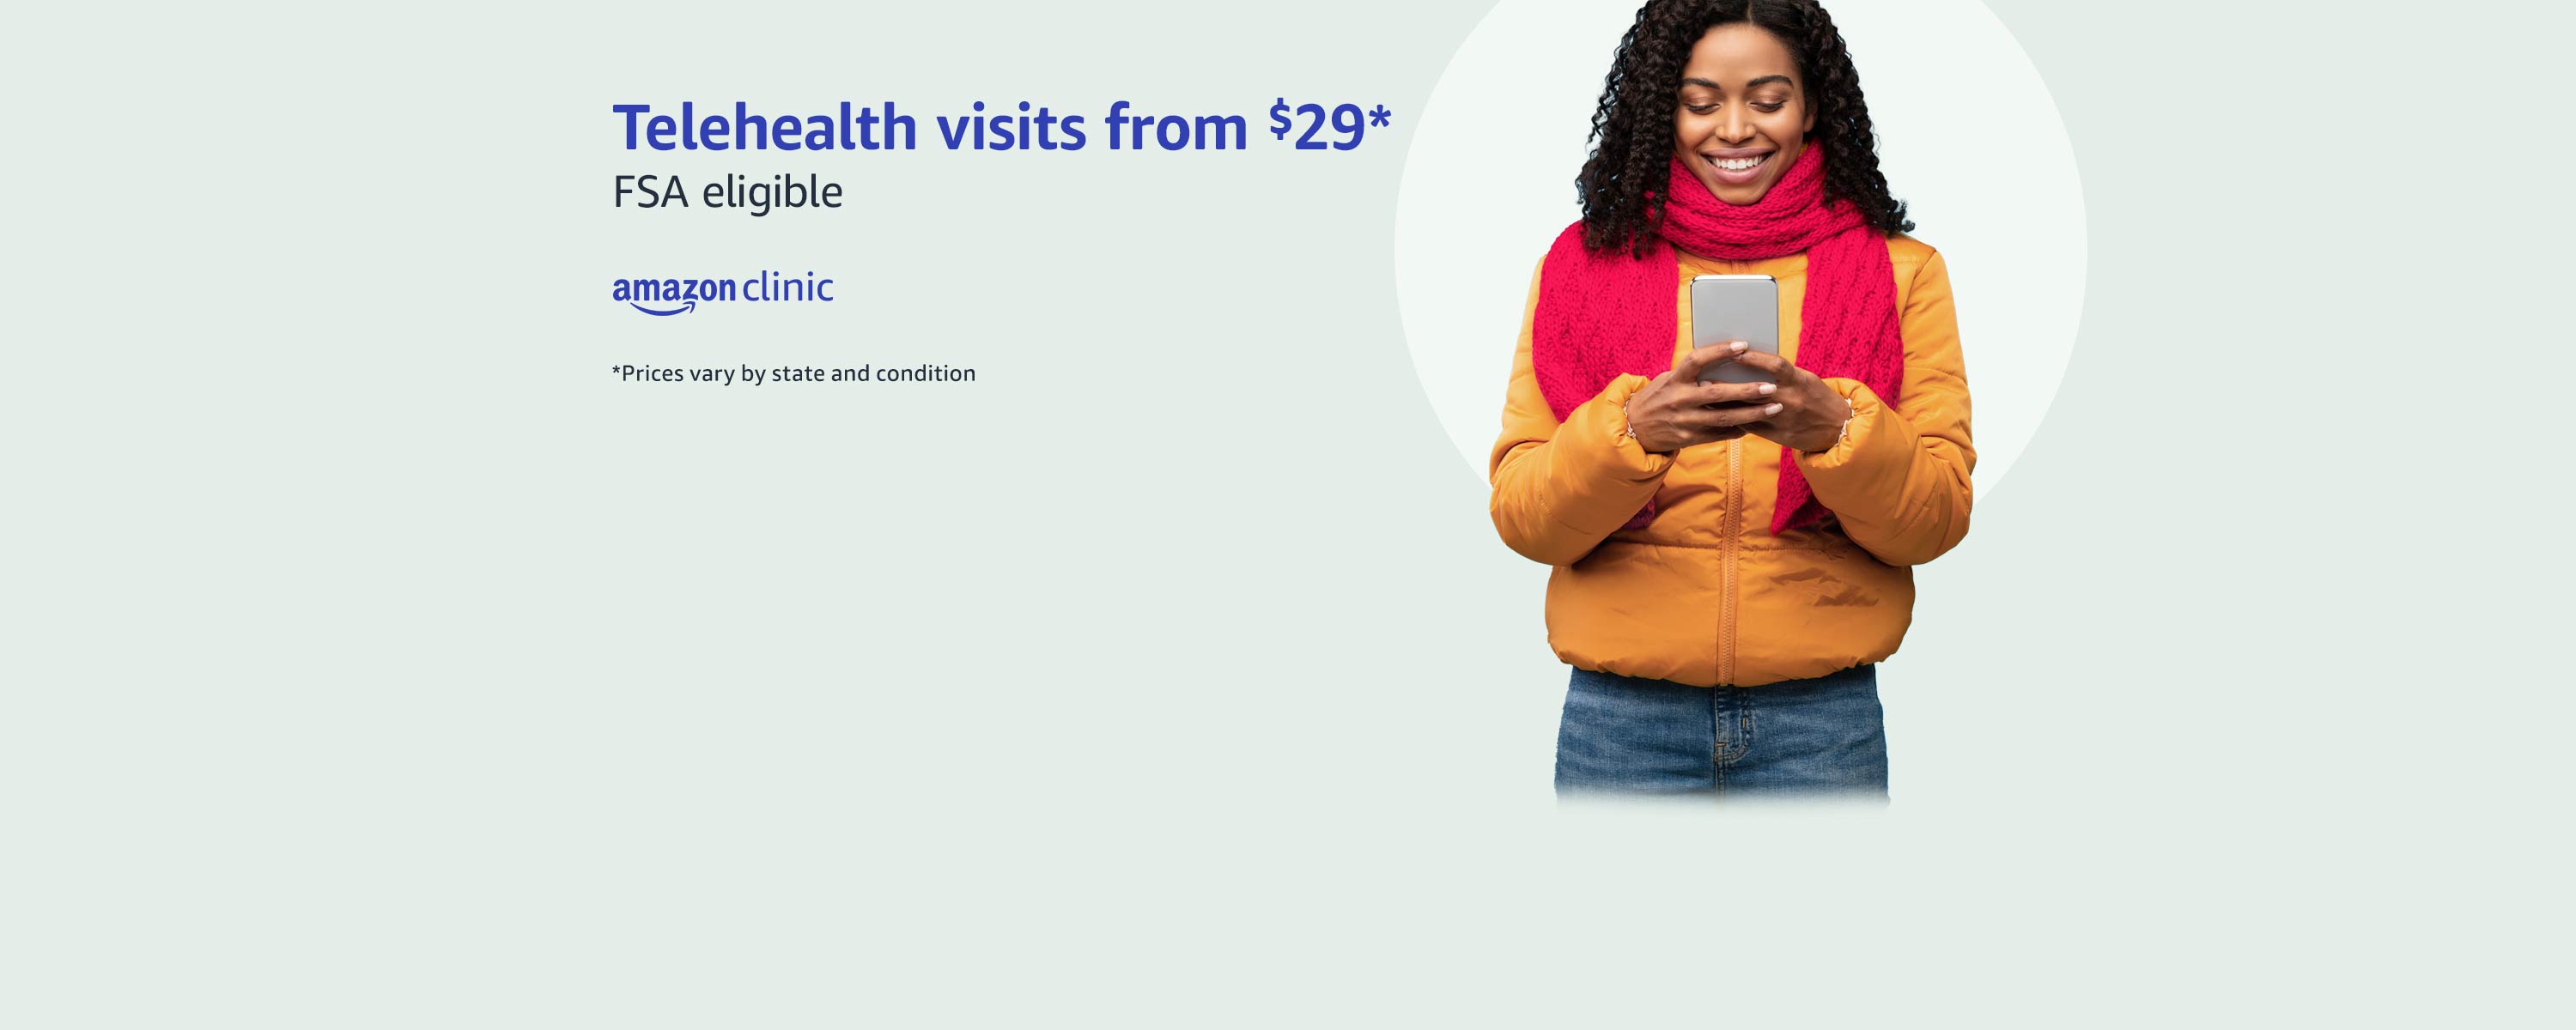 Telehealth visits from $29*
FSA eligible
amazon clinic
*Prices vary by state and condition